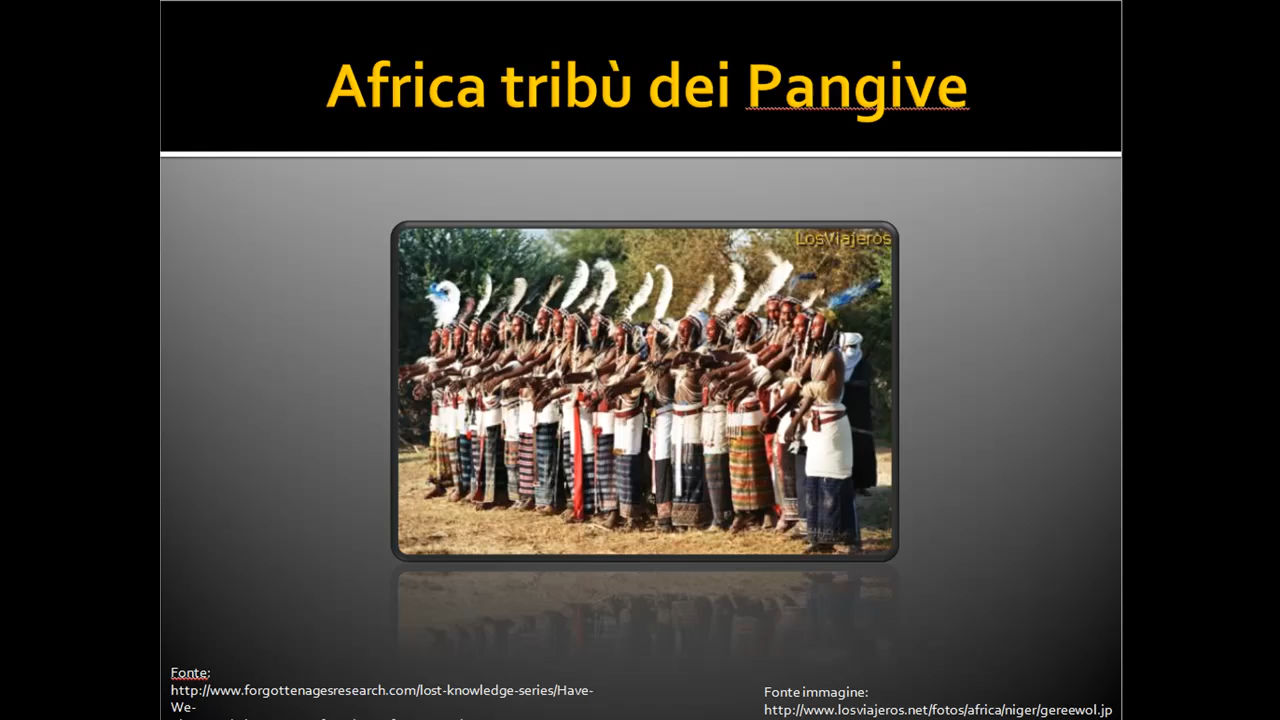 Africa tribù dei Pangive
LosViajeros
Fonte:
http://www.forgottenagesresearch.com/lost-knowledge-series/Have-
We-
Fonte immagine:
http://www.losviajeros.net/fotos/africa/niger/gereewol.jp